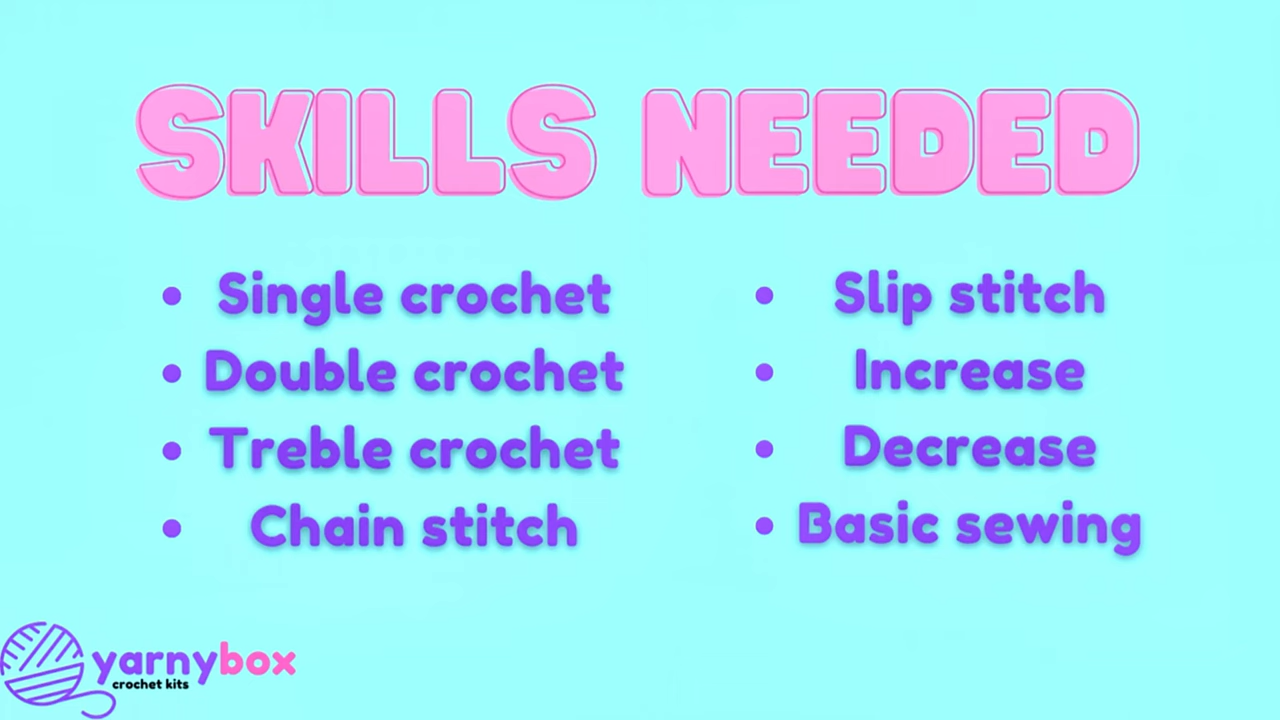 SKILLS NEEDED
• Single crochet
• Double crochet
• Treble crochet
• Chain stitch
• Slip stitch
• Increase
• Decrease
• Basic sewing
yarnybox
crochet kits